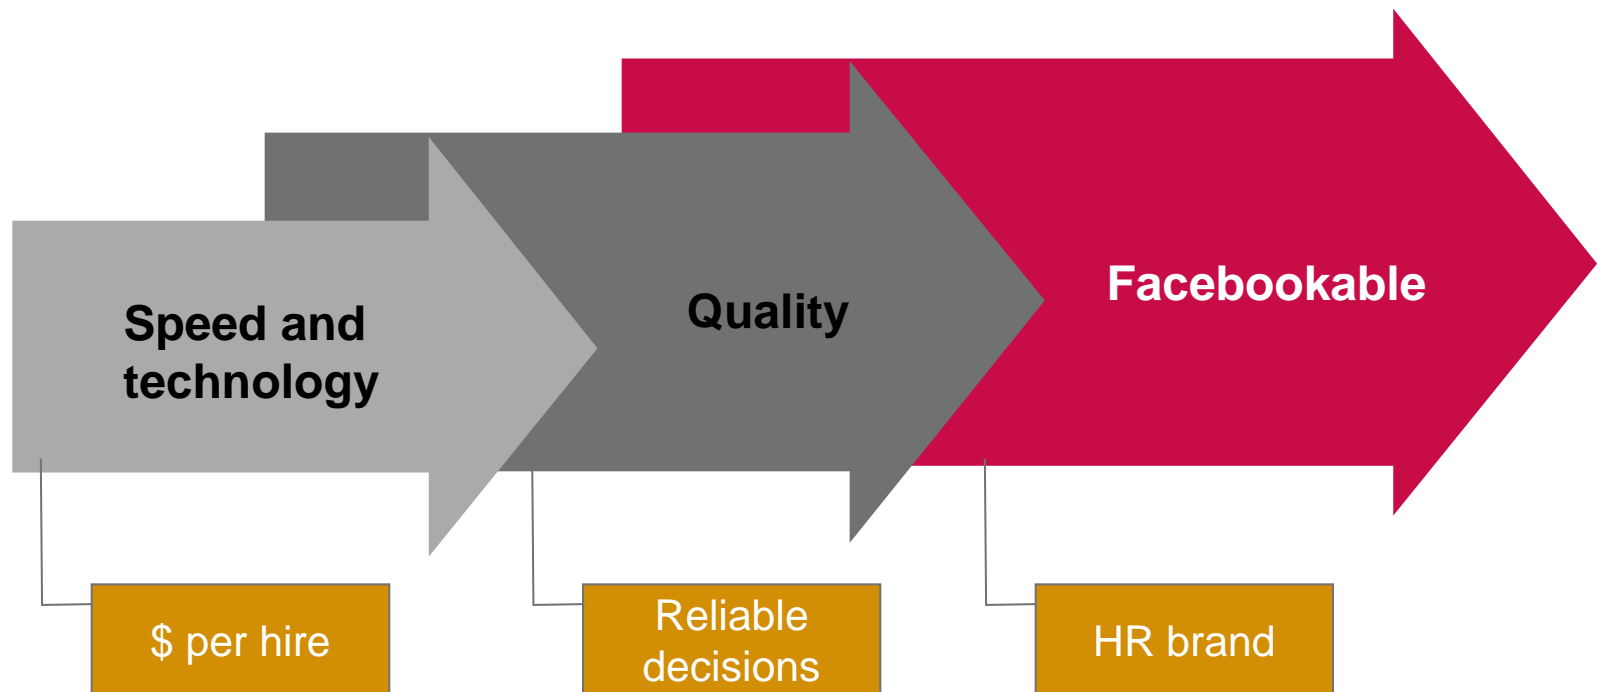 Speed and
technology
Quality
Facebookable
$ per hire
Reliable
decisions
HR brand